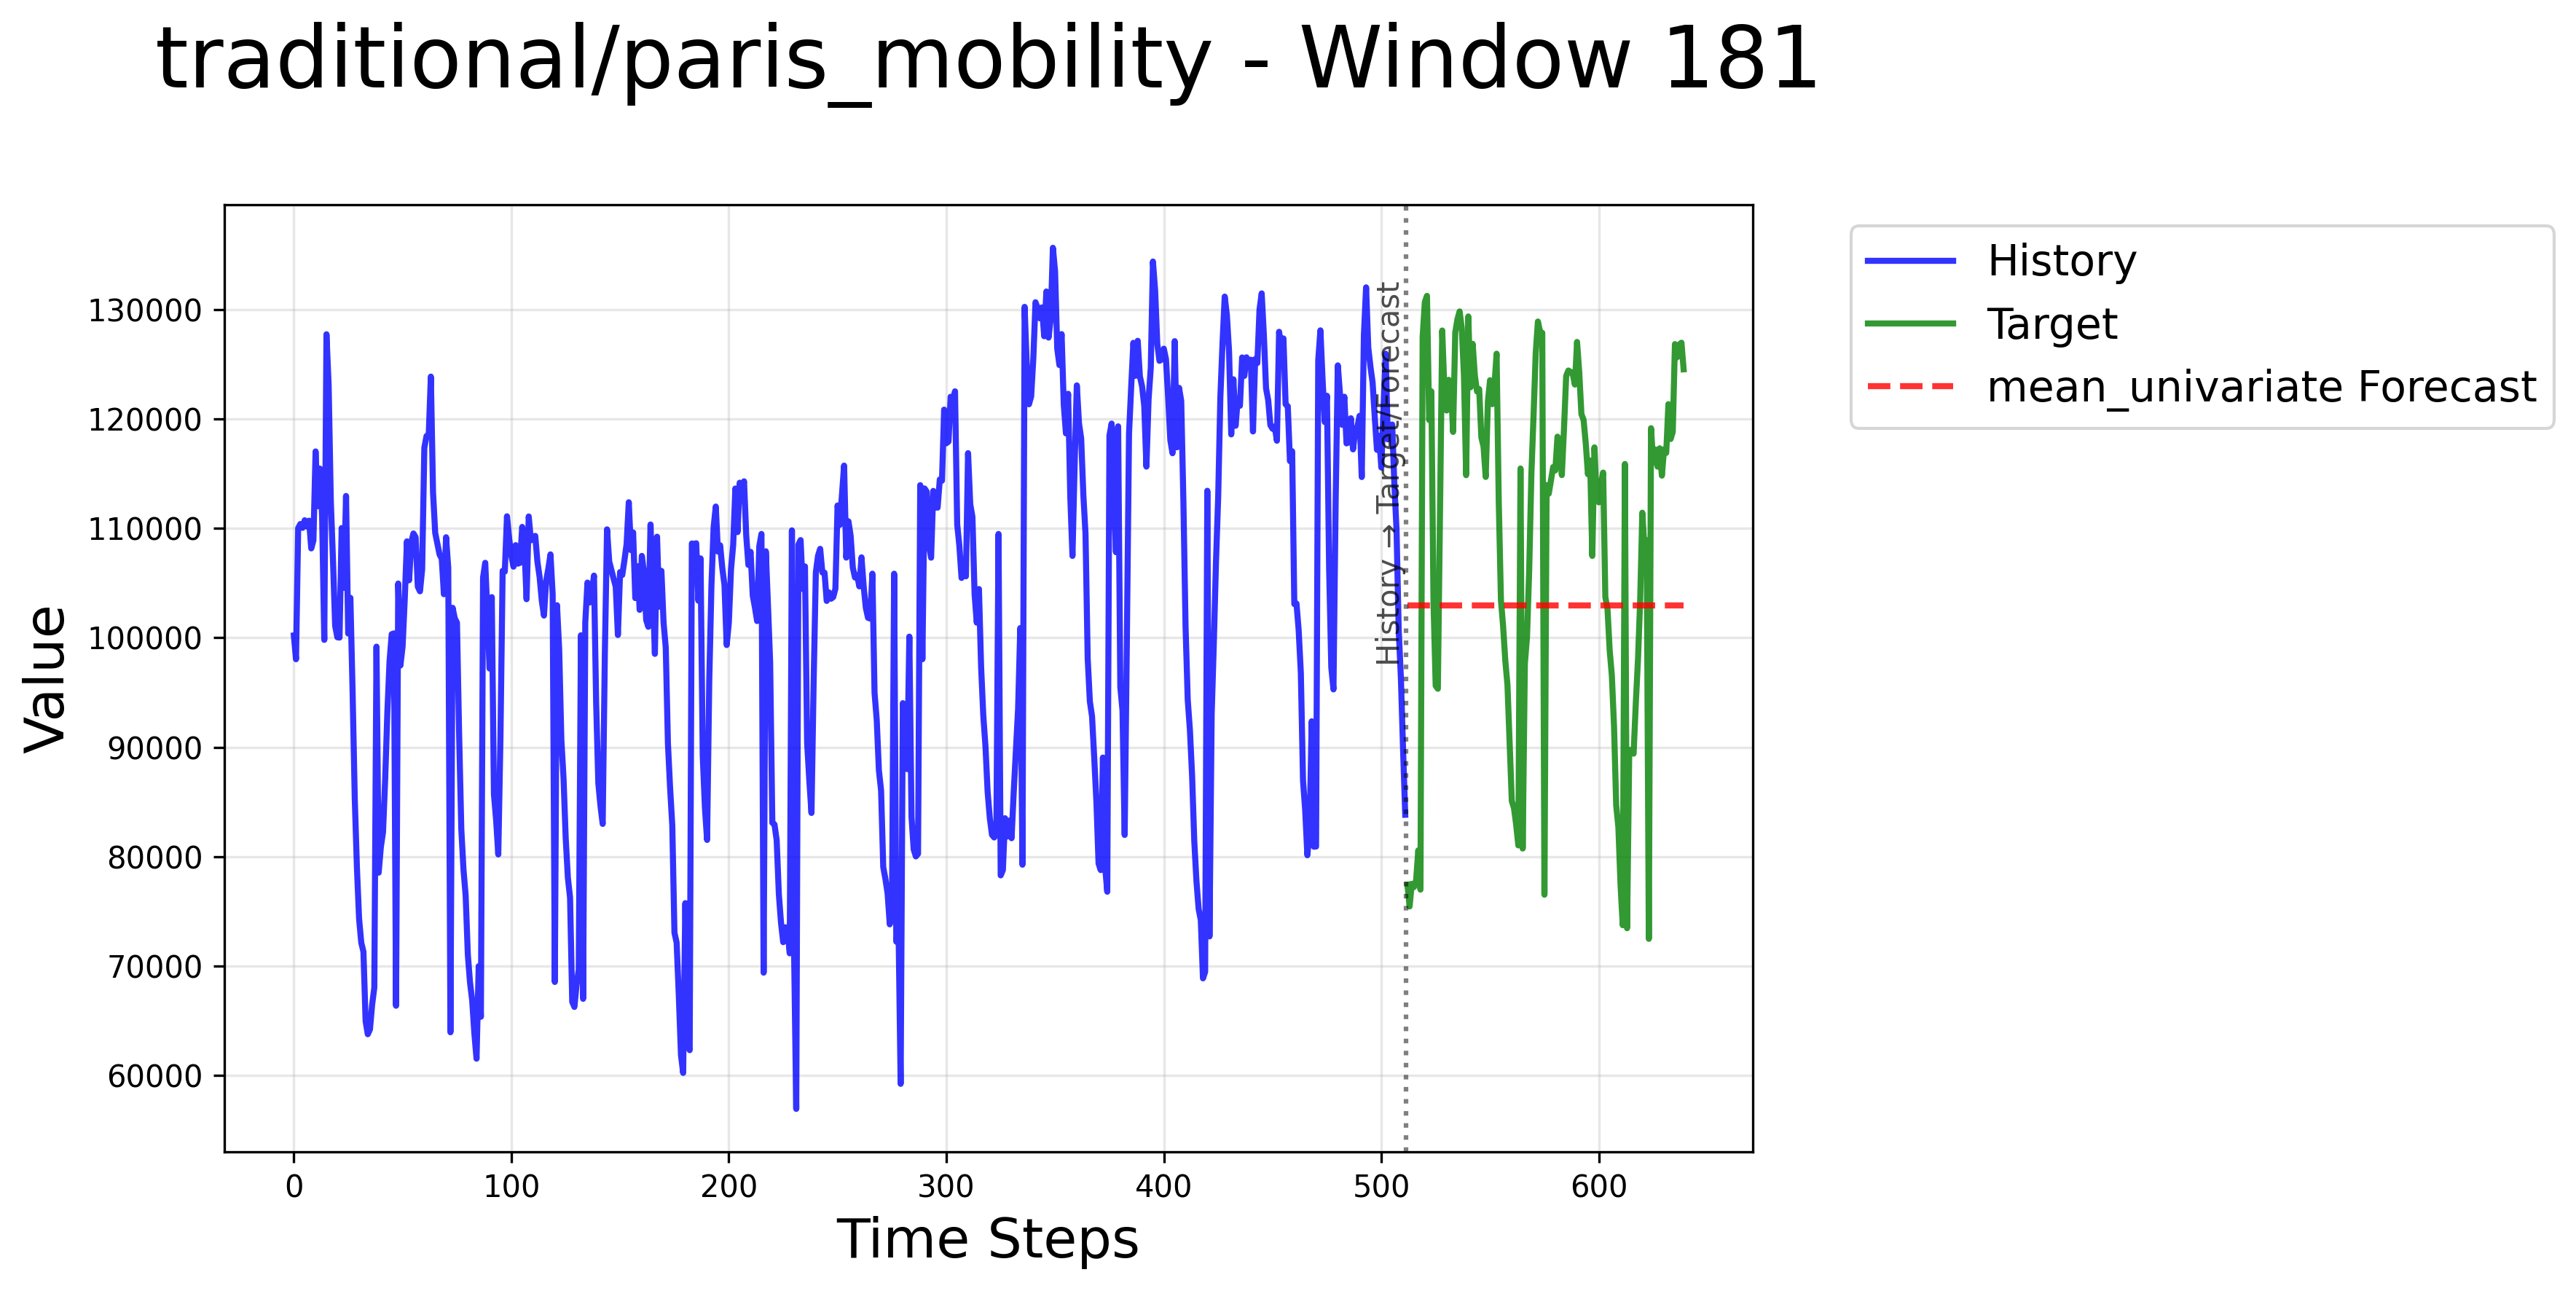 traditional/paris_mobility - Window 181
History
Target
mean_univariate Forecast
History → Target/Forecast
Value
130000
120000
110000
100000
90000
80000
70000
60000
0 100 200 300 400 500 600
Time Steps